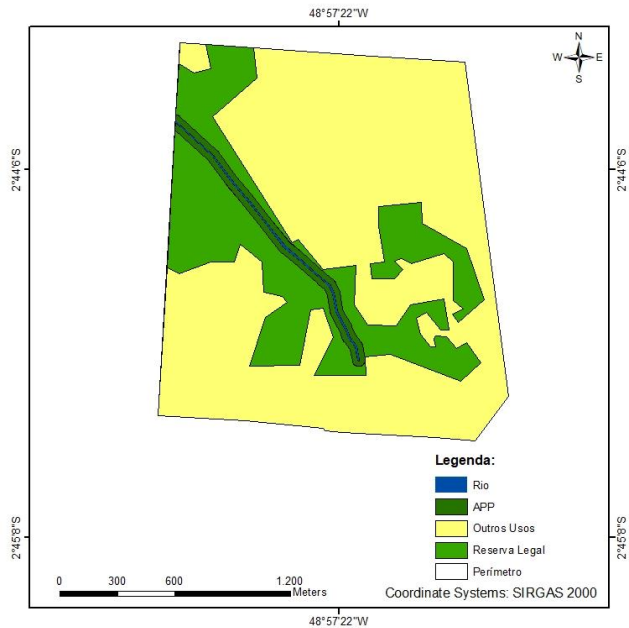 48°57'22"W
N
W E
S
2°44'6"S
2°44'6"S
Legenda:
Rio
APP
Outros Usos
Reserva Legal
Perímetro
2°45'8"S
2°45'8"S
0 300 600 1.200
Meters
Coordinate Systems: SIRGAS 2000
48°57'22"W